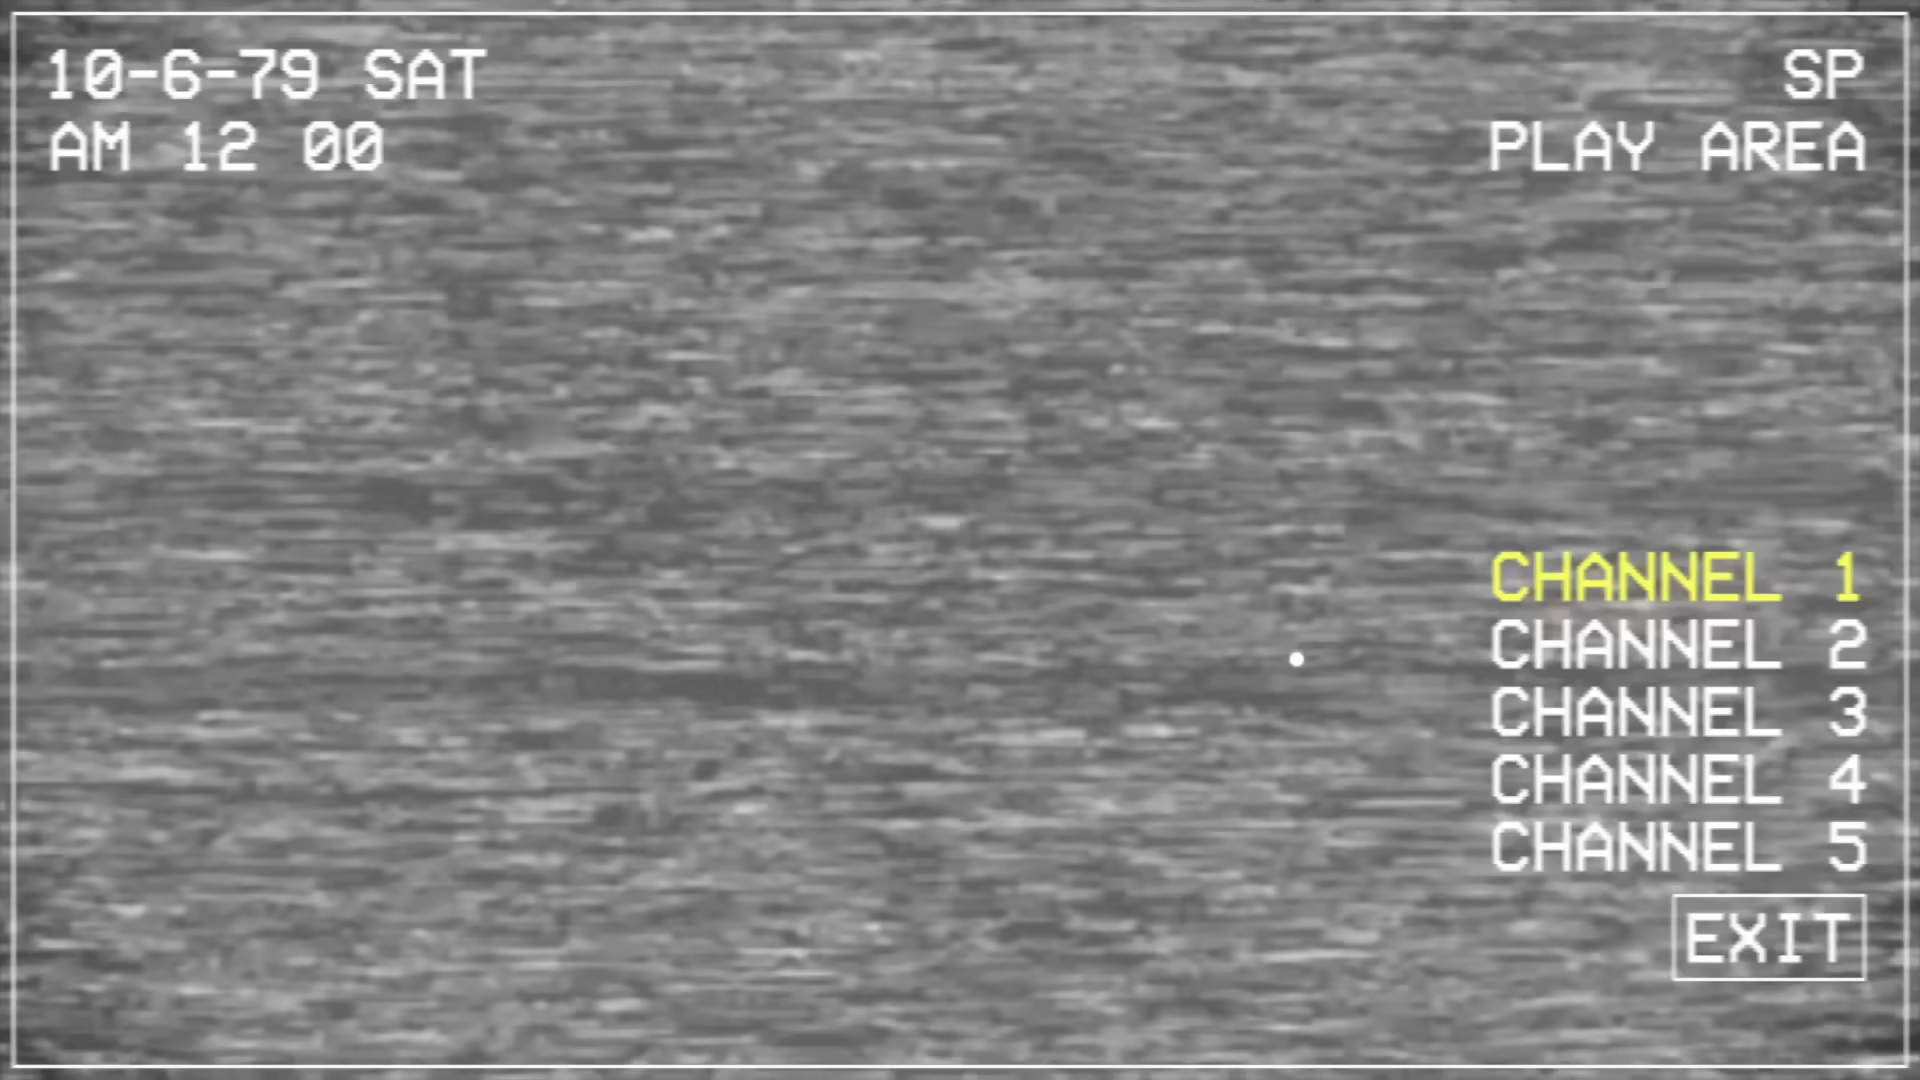 10-6-79 SAT
AM 12 00
SP
PLAY AREA
CHANNEL 1
CHANNEL 2
CHANNEL 3
CHANNEL 4
CHANNEL 5
EXIT